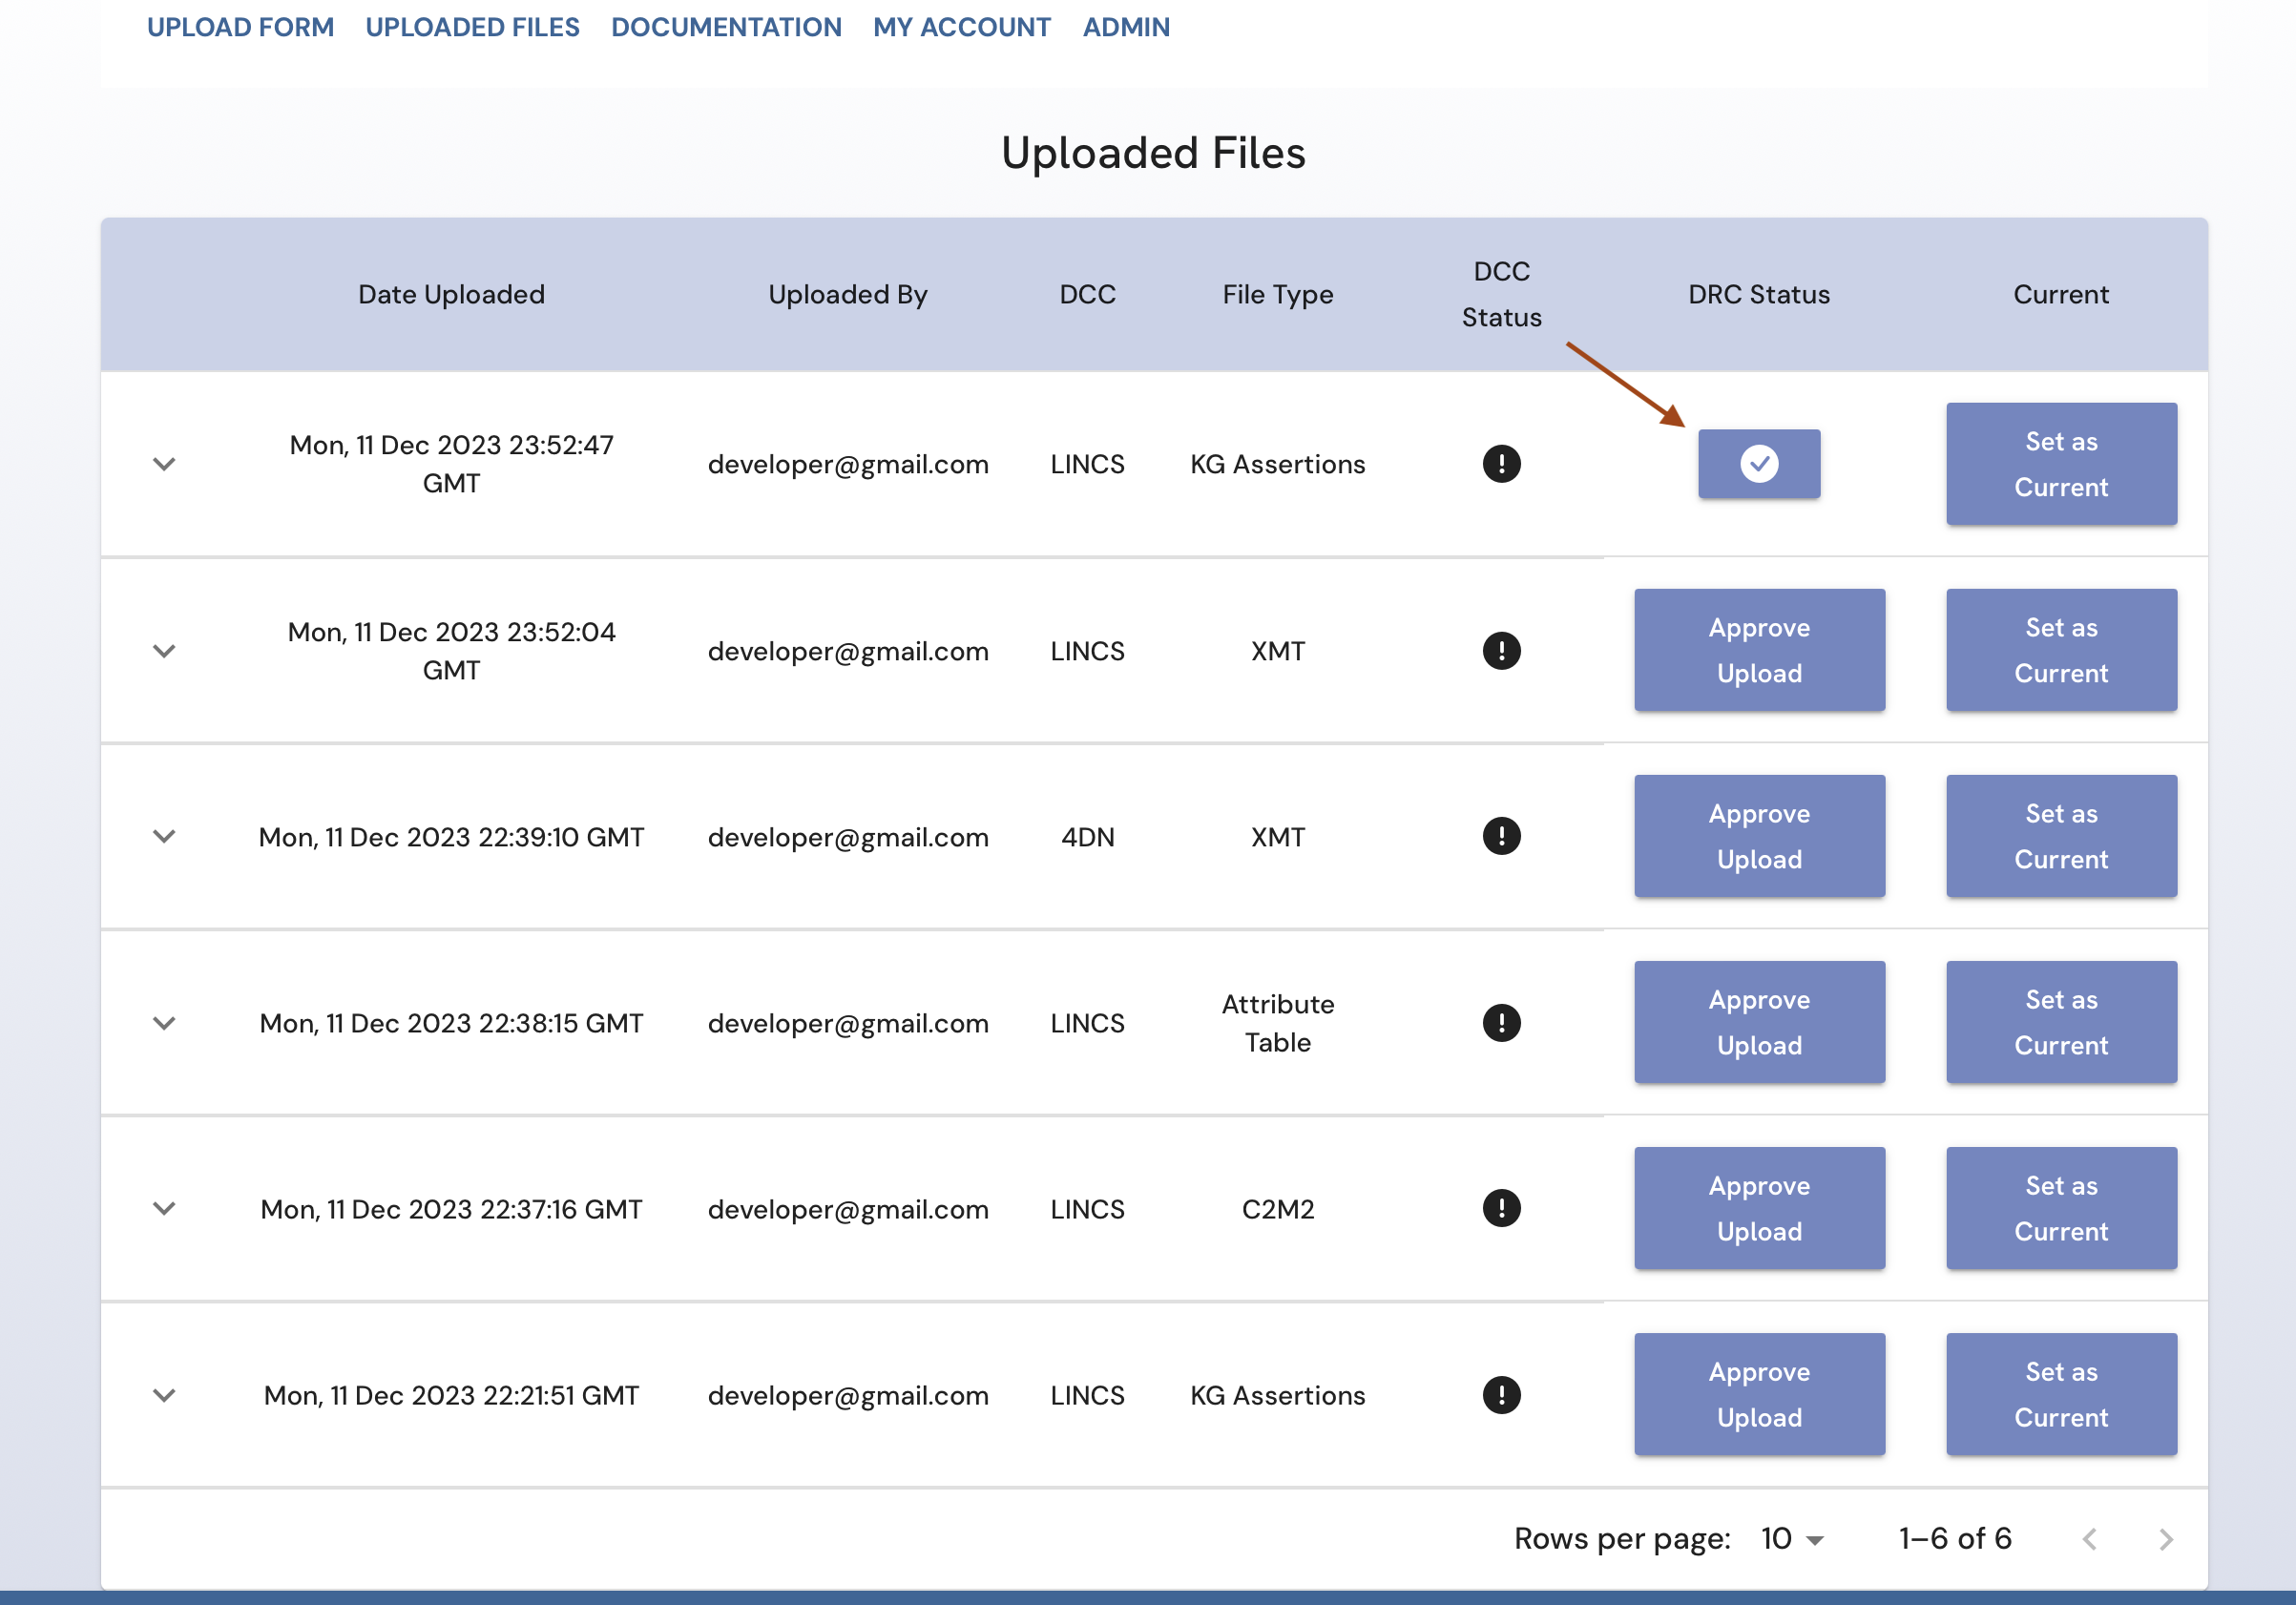 UPLOAD FORM UPLOADED FILES DOCUMENTATION MY ACCOUNT ADMIN
Uploaded Files
Date Uploaded Uploaded By DCC File Type DCC Status DRC Status Current
Mon, 11 Dec 2023 23:52:47
GMT
developer@gmail.com LINCS KG Assertions
Set as
Current
Mon, 11 Dec 2023 23:52:04
GMT
developer@gmail.com LINCS XMT
Approve
Upload
Set as
Current
Mon, 11 Dec 2023 22:39:10 GMT developer@gmail.com 4DN XMT
Approve
Upload
Set as
Current
Mon, 11 Dec 2023 22:38:15 GMT developer@gmail.com LINCS
Attribute
Table
Approve
Upload
Set as
Current
Mon, 11 Dec 2023 22:37:16 GMT developer@gmail.com LINCS C2M2
Approve
Upload
Set as
Current
Mon, 11 Dec 2023 22:21:51 GMT developer@gmail.com LINCS KG Assertions
Approve
Upload
Set as
Current
Rows per page: 10 1–6 of 6